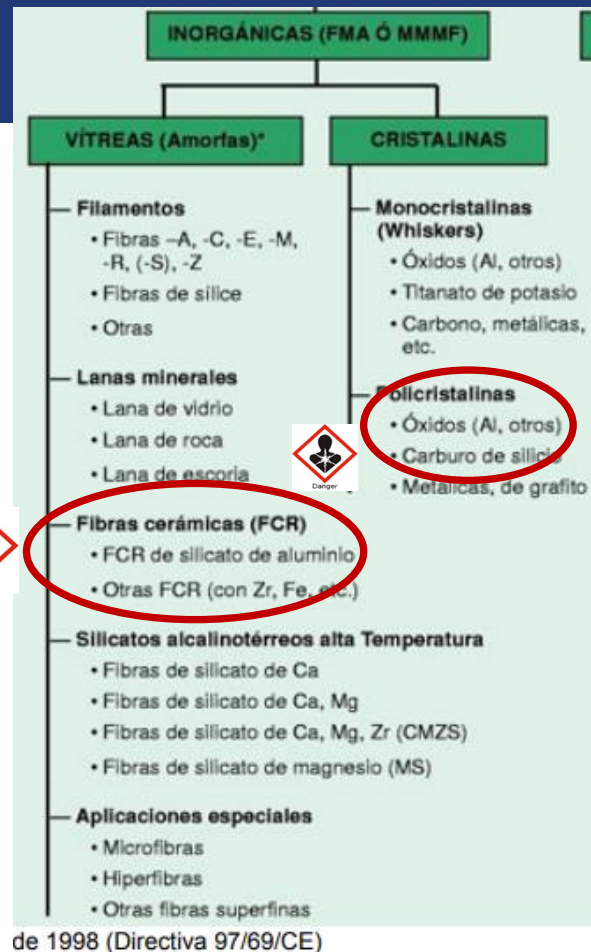 INORGÁNICAS (FMA Ó MMMF)
VÍTREAS (Amorfas)*
Filamentos
• Fibras –A, -C, -E, -M,
-R, (-S), -Z
• Fibras de sílice
• Otras
Lanas minerales
• Lana de vidrio
• Lana de roca
• Lana de escoria
Fibras cerámicas (FCR)
• FCR de silicato de aluminio
• Otras FCR (con Zr, Fe, etc.)
Silicatos alcalinotérreos alta Temperatura
• Fibras de silicato de Ca
• Fibras de silicato de Ca, Mg
• Fibras de silicato de Ca, Mg, Zr (CMZS)
• Fibras de silicato de magnesio (MS)
Aplicaciones especiales
• Microfibras
• Hiperfibras
• Otras fibras superfinas
CRISTALINAS
Monocristalinas
(Whiskers)
• Óxidos (Al, otros)
• Titanato de potasio
• Carbono, metálicas,
etc.
Policristalinas
• Óxidos (Al, otros)
• Carburo de silicio
• Metálicas, de grafito
Danger
de 1998 (Directiva 97/69/CE)